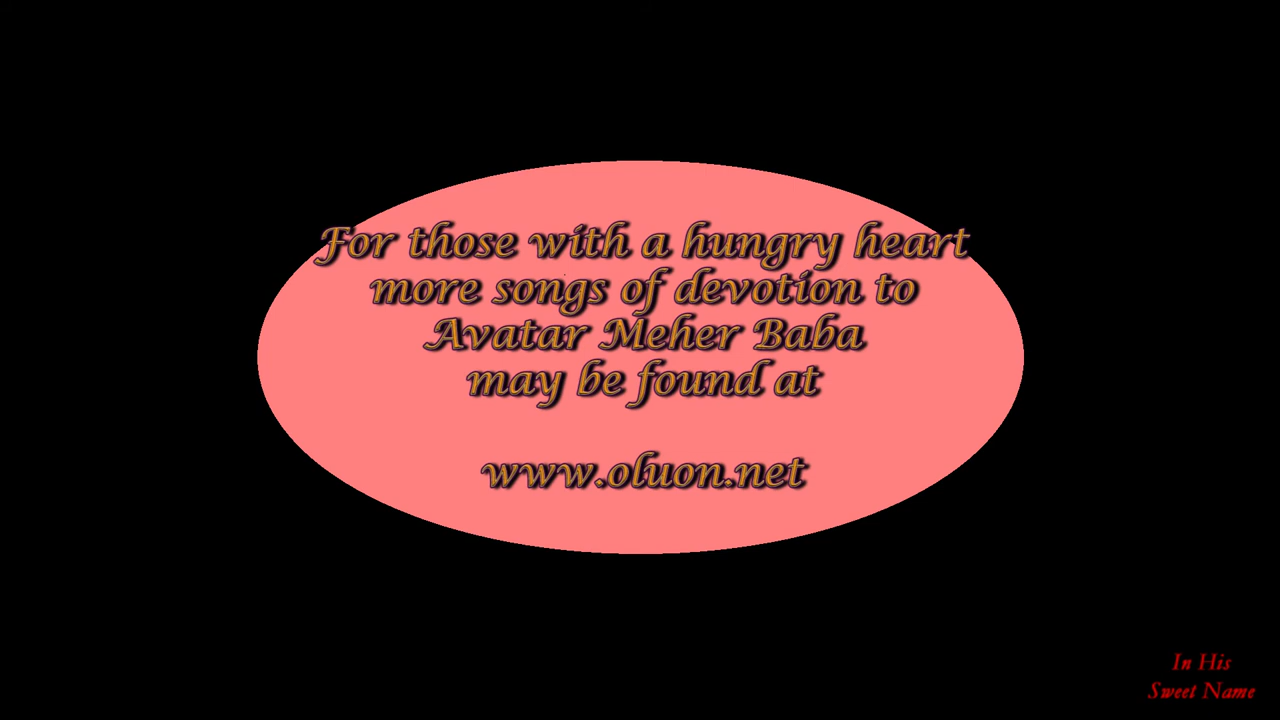 For those with a hungry heart
more songs of devotion to
Avatar Meher Baba
may be found at
www.oluon.net
In His
Sweet Name